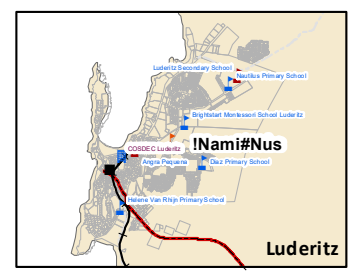 Luderitz Secondary School
Nautilus Primary School
Brightstart Montessori School Luderitz
!Nami#Nus
COSDEC Luderitz
Angra Pequena
Diaz Primary School
Helene Van Rhijn Primary School
Luderitz